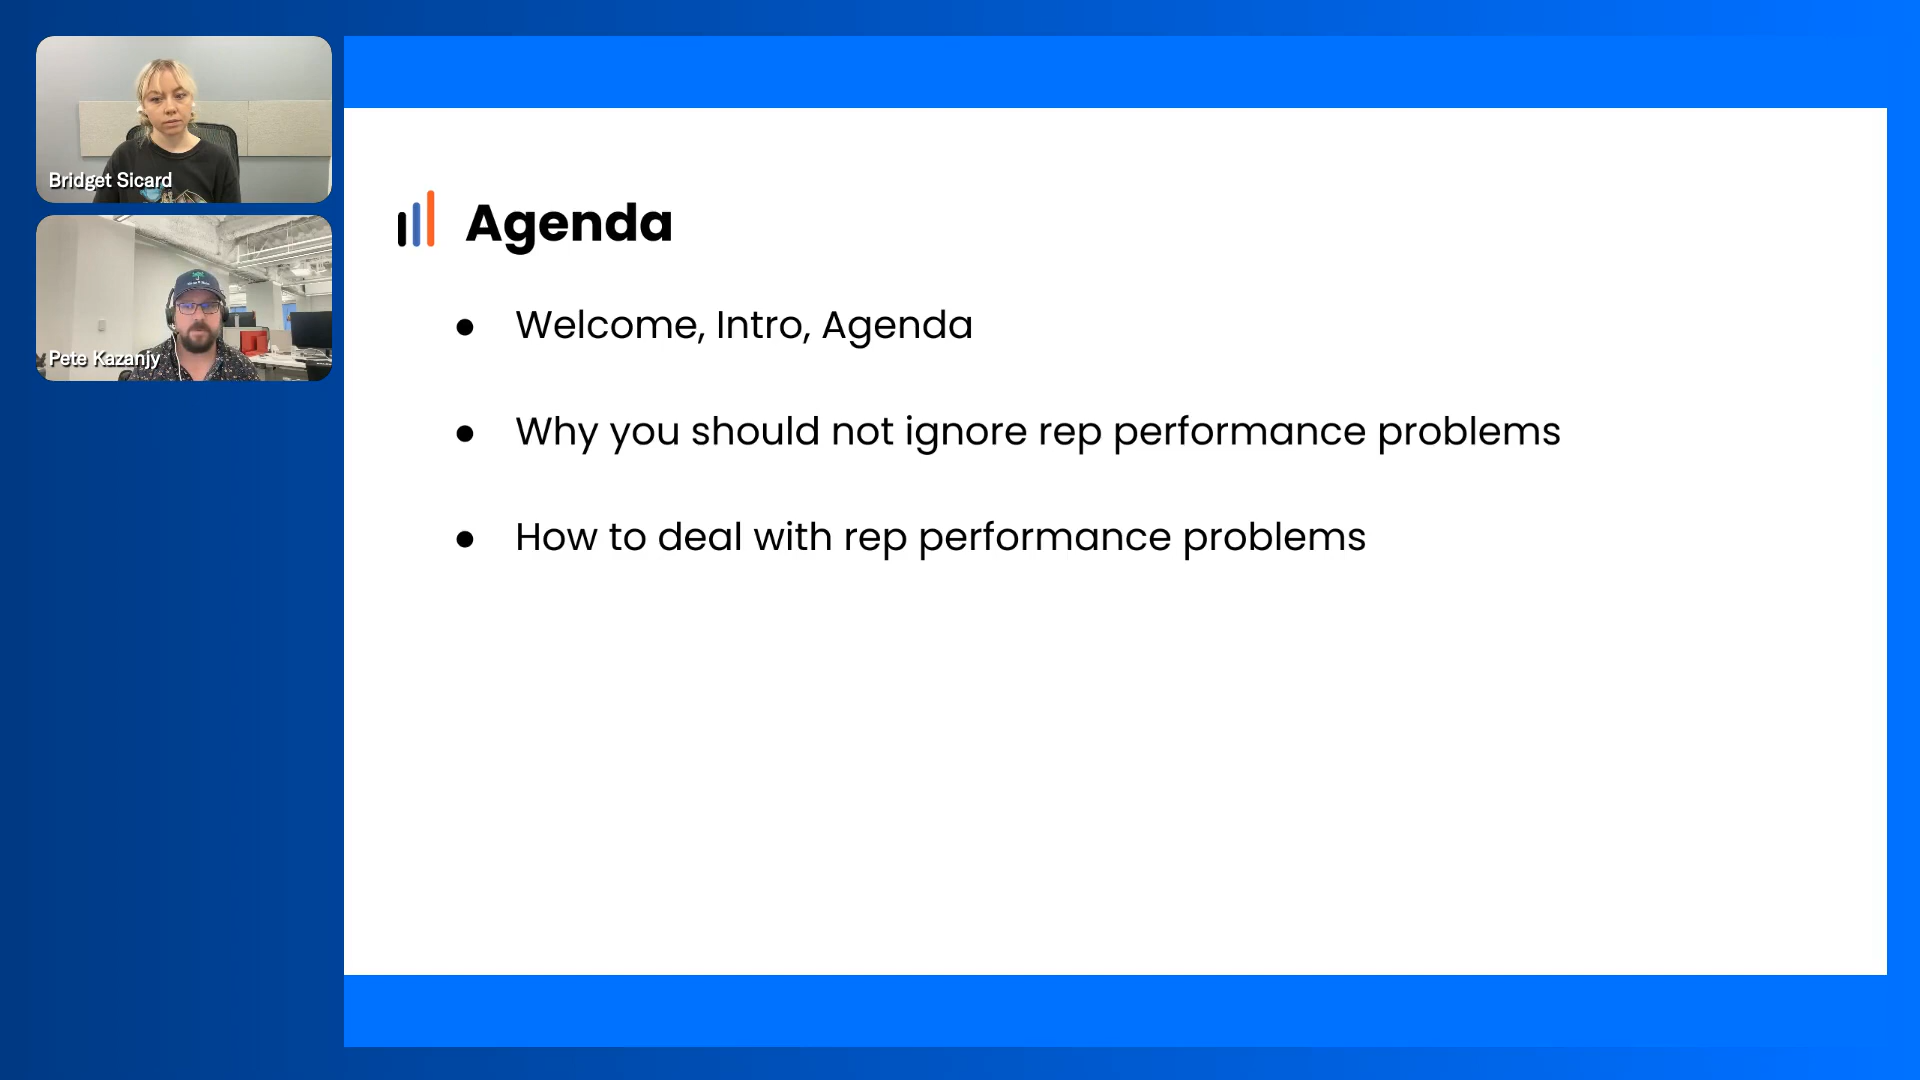 Bridget Sicard
Pete Kazanjy
Agenda
● Welcome, Intro, Agenda
● Why you should not ignore rep performance problems
● How to deal with rep performance problems